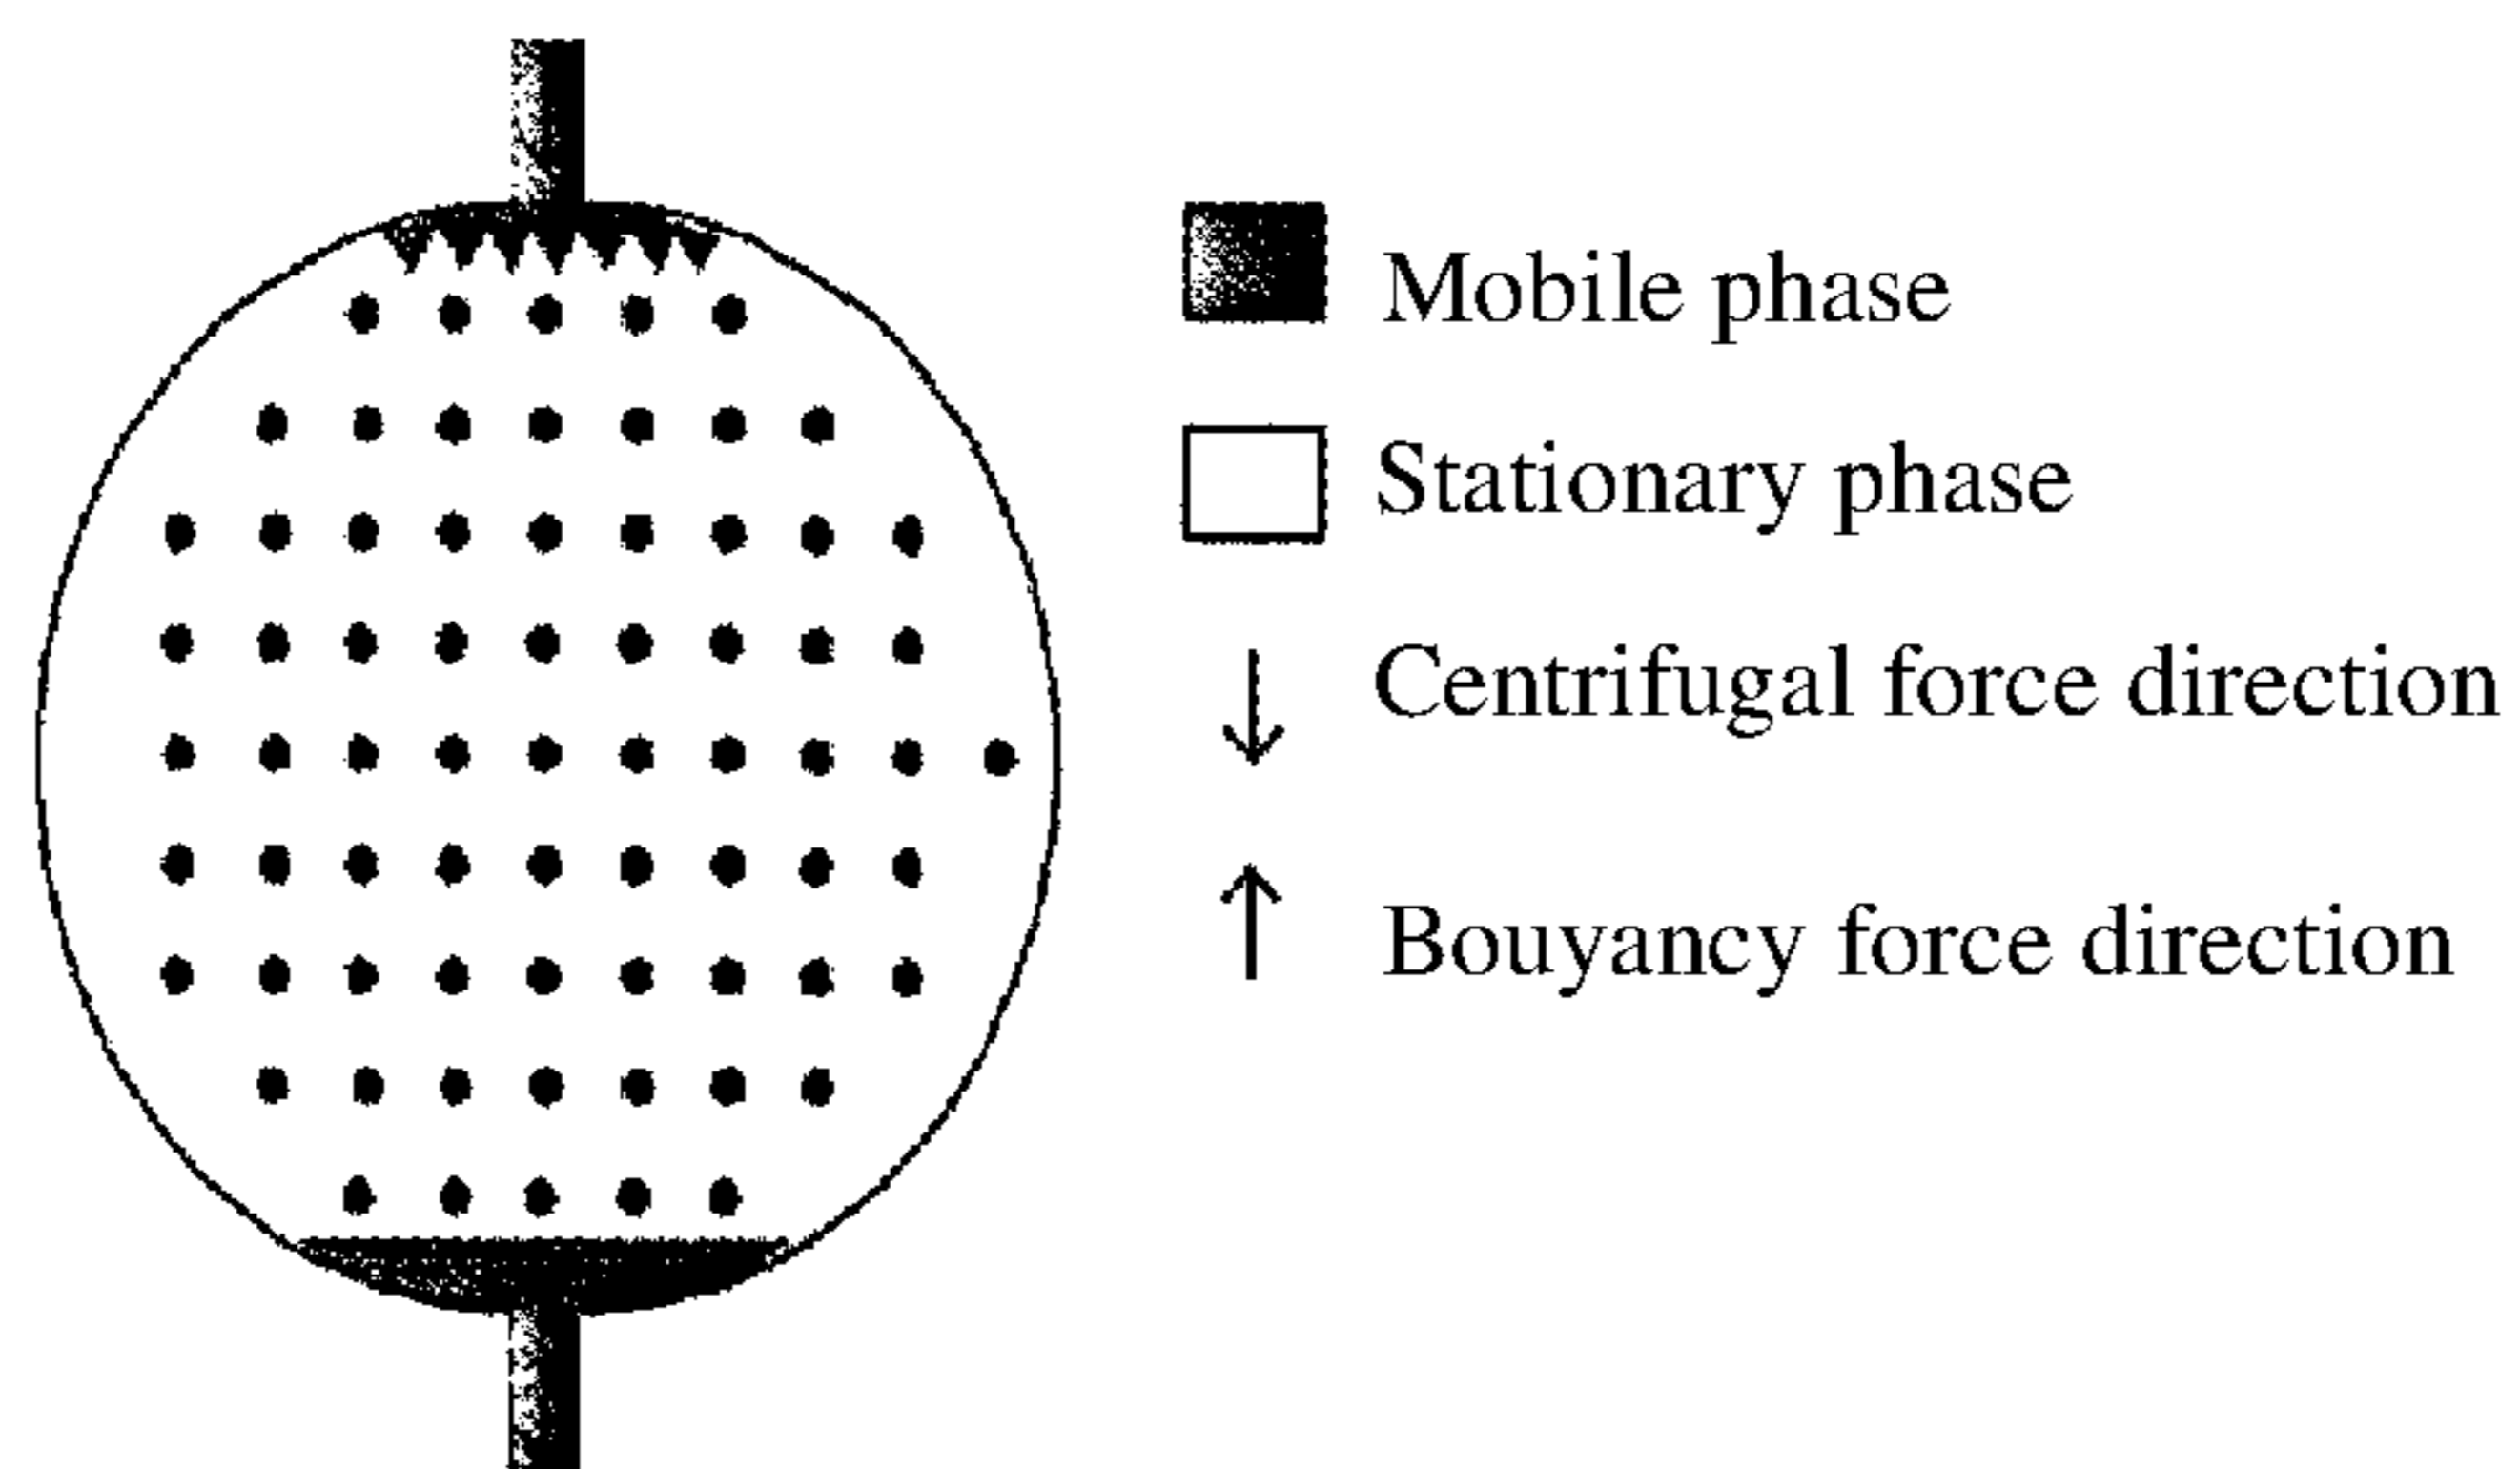 Mobile phase
Stationary phase
Centrifugal force direction
Bouyancy force direction